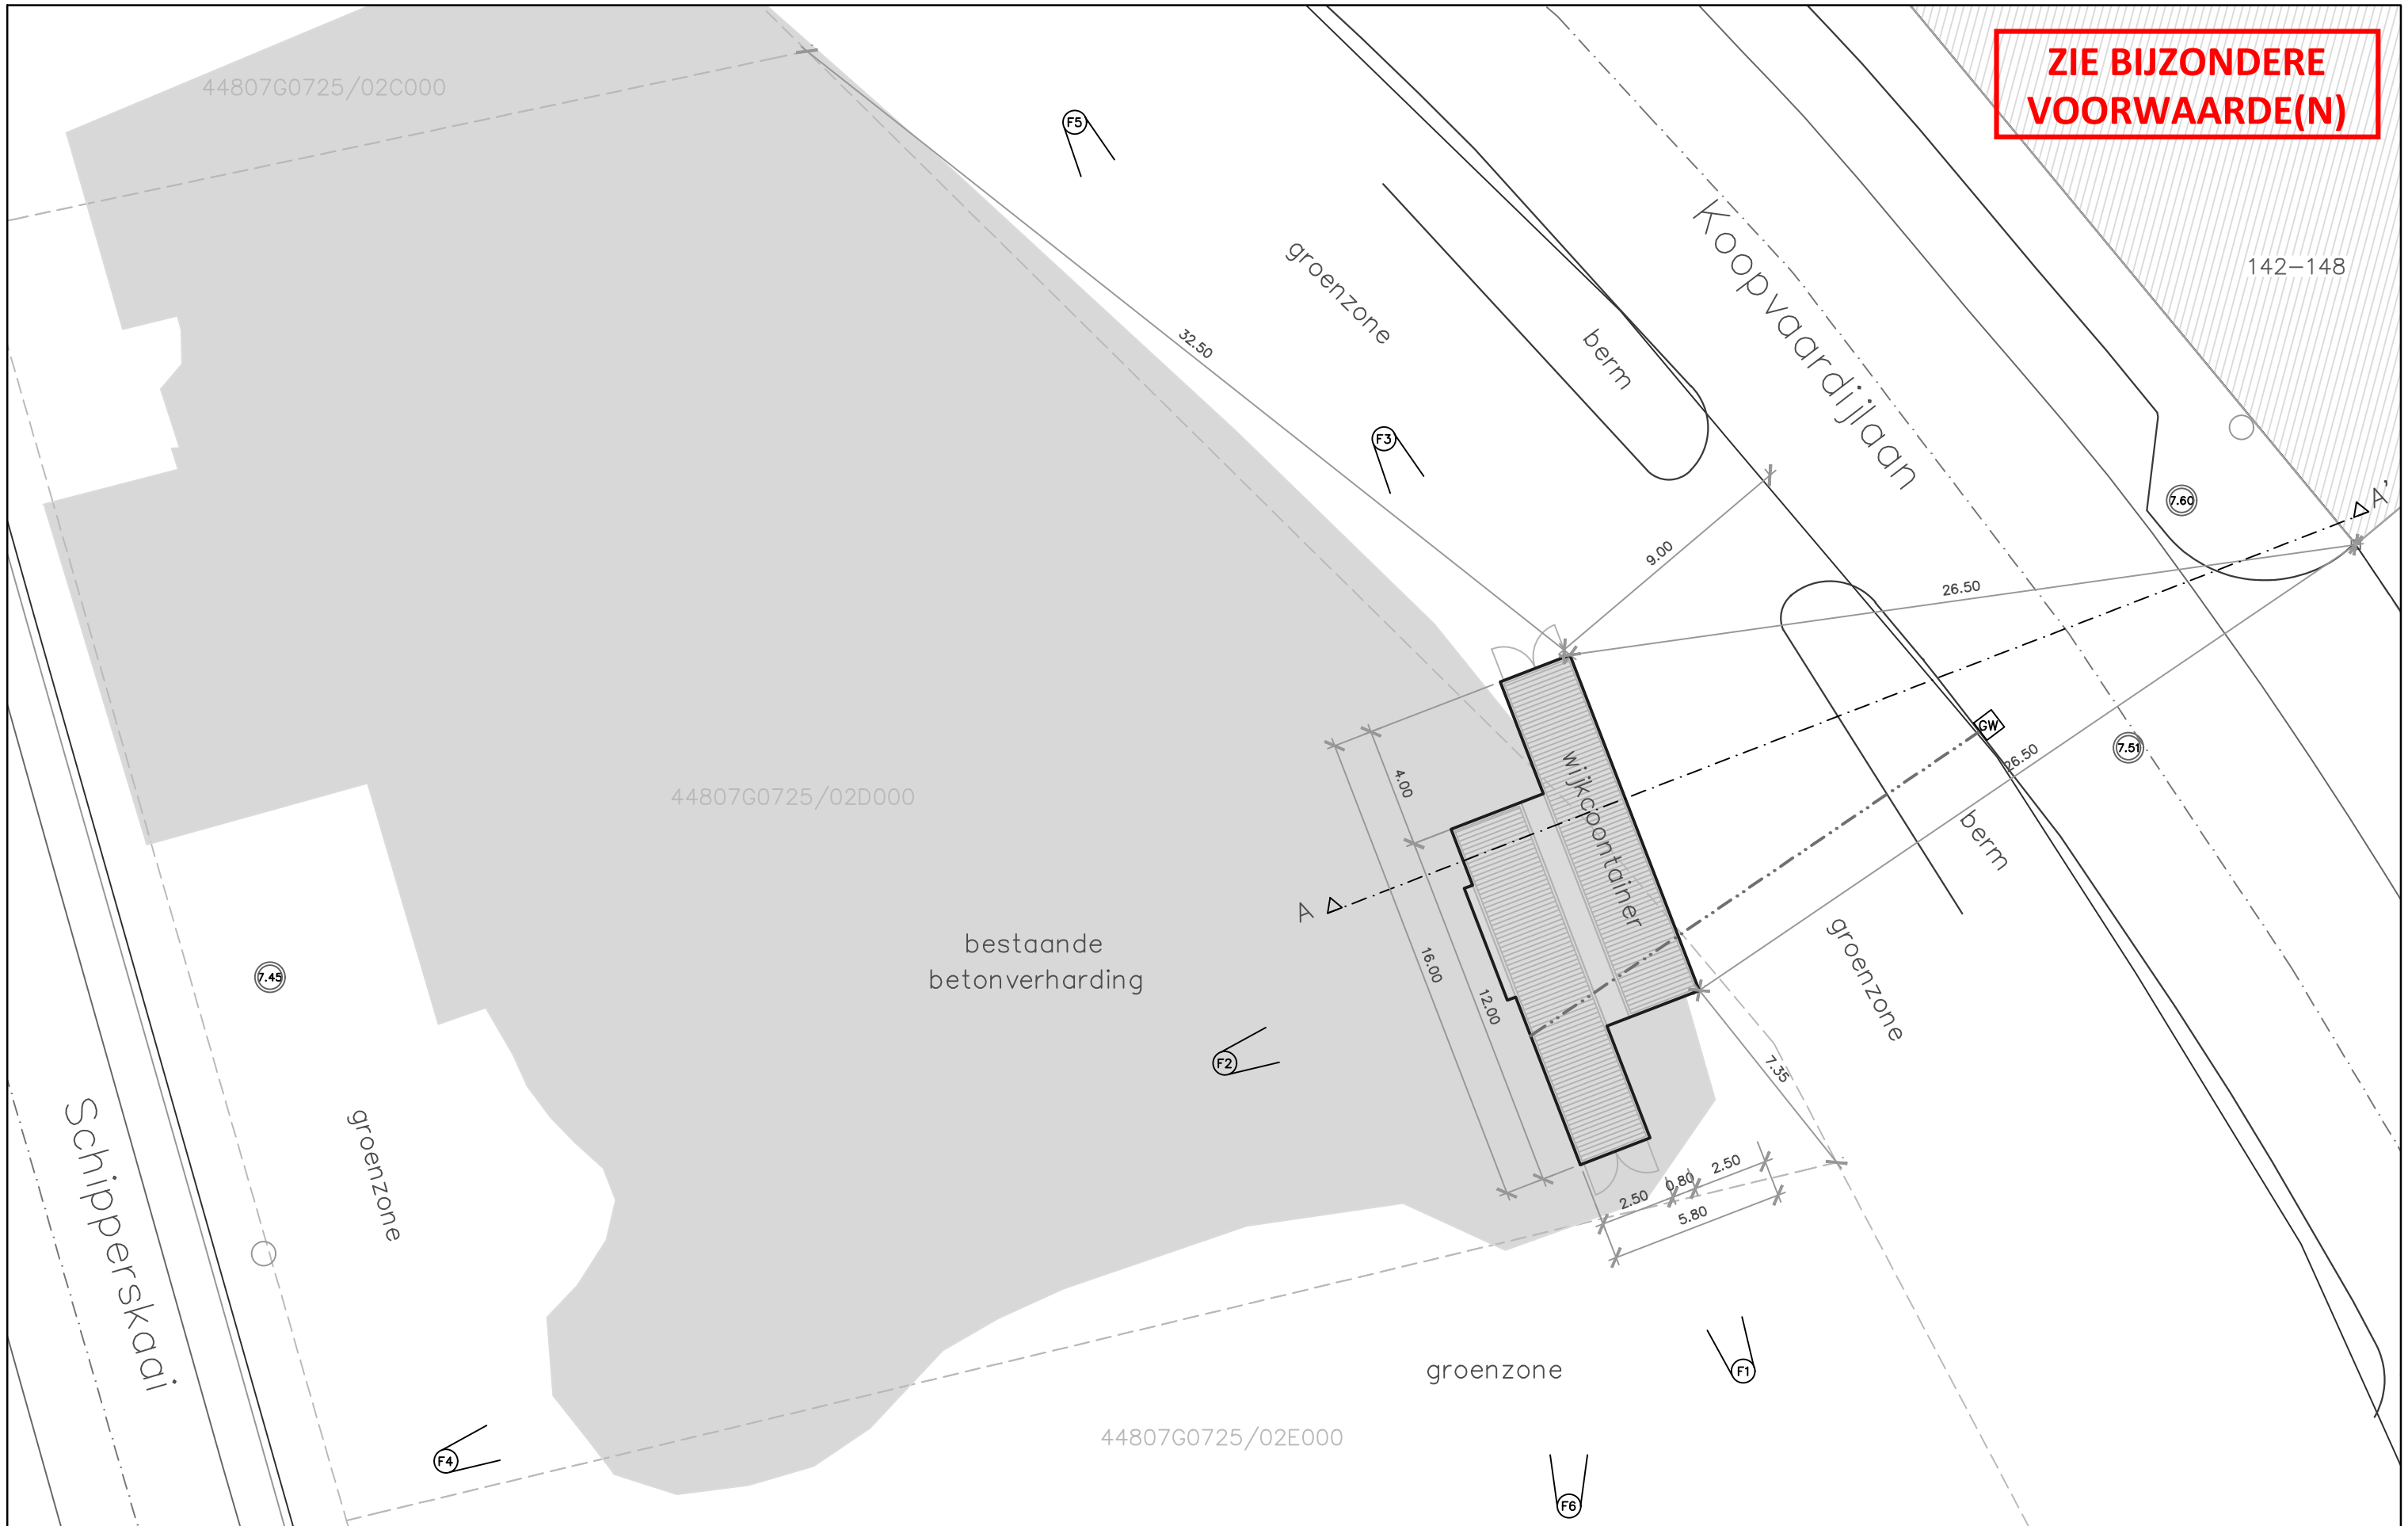 ZIE BIJZONDERE
VOORWAARDE(N)
44807G0725/02C000
F5
Koopvaardijlaan
142-148
groenzone
berm
32.50
F3
7.60
A'
9.00
26.50
GW
7.51
26.50
4.00
wijkcoontainer
44807G0725/02D000
berm
A
bestaande
betonverharding
16.00
12.00
groenzone
7.45
F2
7.35
Schipperskaai
groenzone
2.50
0.80
2.50
5.80
groenzone
F1
44807G0725/02E000
F4
F6